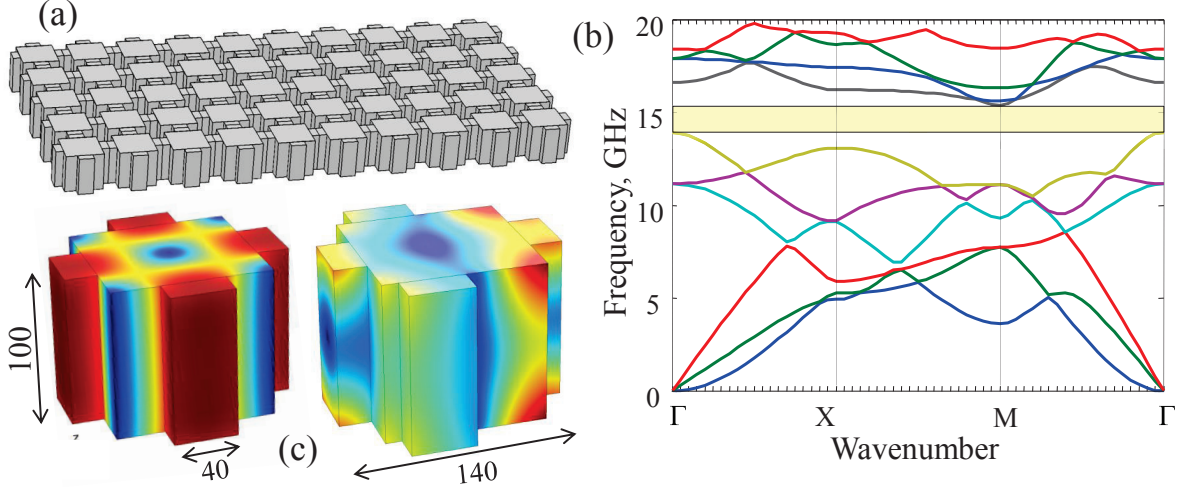 (a)
100
z
40
(c)
140
(b)
Frequency, GHz
20
15
10
5
0
Γ
X
M
Γ
Wavenumber